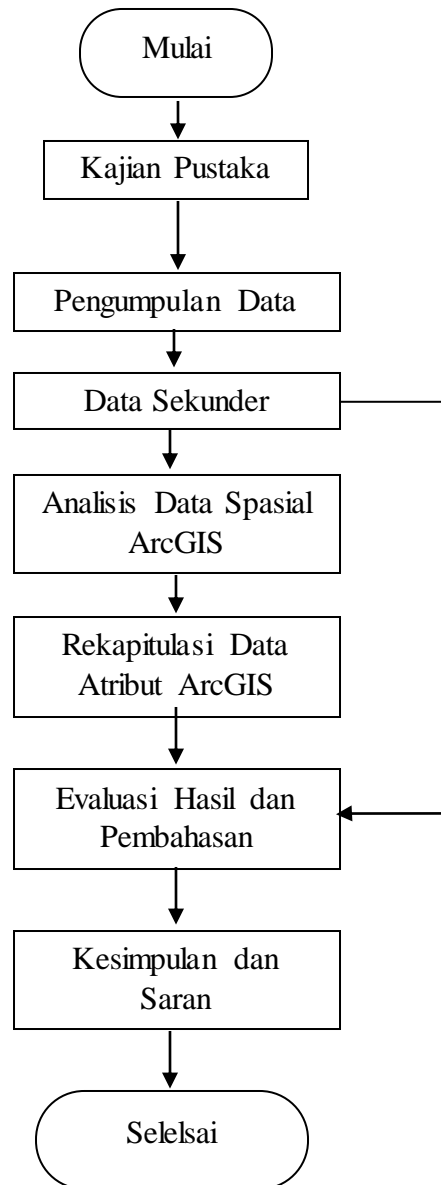 Mulai
Kajian Pustaka
Pengumpulan Data
Data Sekunder
Analisis Data Spasial
ArcGIS
Rekapitulasi Data
Atribut ArcGIS
Evaluasi Hasil dan
Pembahasan
Kesimpulan dan
Saran
Selelsai